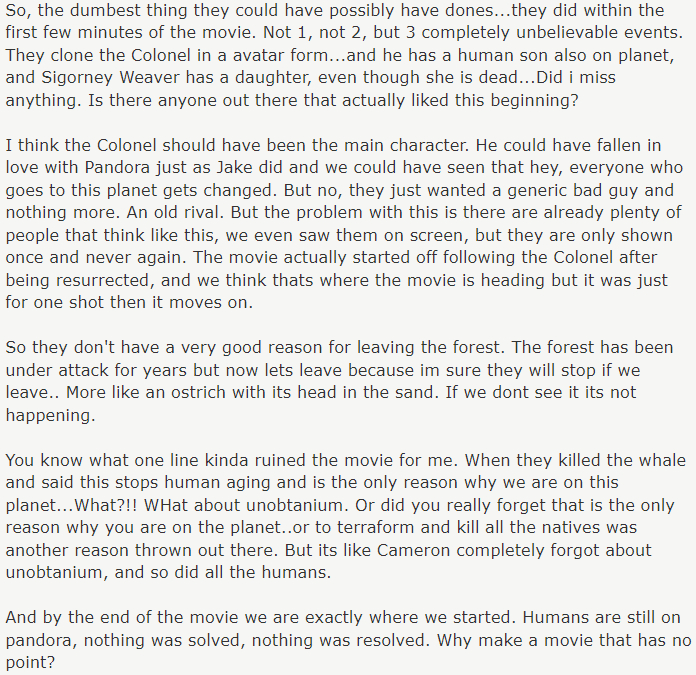 So, the dumbest thing they could have possibly have dones...they did within the
first few minutes of the movie. Not 1, not 2, but 3 completely unbelievable events.
They clone the Colonel in a avatar form...and he has a human son also on planet,
and Sigorney Weaver has a daughter, even though she is dead...Did i miss
anything. Is there anyone out there that actually liked this beginning?

I think the Colonel should have been the main character. He could have fallen in
love with Pandora just as Jake did and we could have seen that hey, everyone who
goes to this planet gets changed. But no, they just wanted a generic bad guy and
nothing more. An old rival. But the problem with this is there are already plenty of
people that think like this, we even saw them on screen, but they are only shown
once and never again. The movie actually started off following the Colonel after
being resurrected, and we think thats where the movie is heading but it was just
for one shot then it moves on.

So they don't have a very good reason for leaving the forest. The forest has been
under attack for years but now lets leave because im sure they will stop if we
leave.. More like an ostrich with its head in the sand. If we dont see it its not
happening.

You know what one line kinda ruined the movie for me. When they killed the whale
and said this stops human aging and is the only reason why we are on this
planet...What?!! WHat about unobtanium. Or did you really forget that is the only
reason why you are on the planet..or to terraform and kill all the natives was
another reason thrown out there. But its like Cameron completely forgot about
unobtanium, and so did all the humans.

And by the end of the movie we are exactly where we started. Humans are still on
pandora, nothing was solved, nothing was resolved. Why make a movie that has no
point?